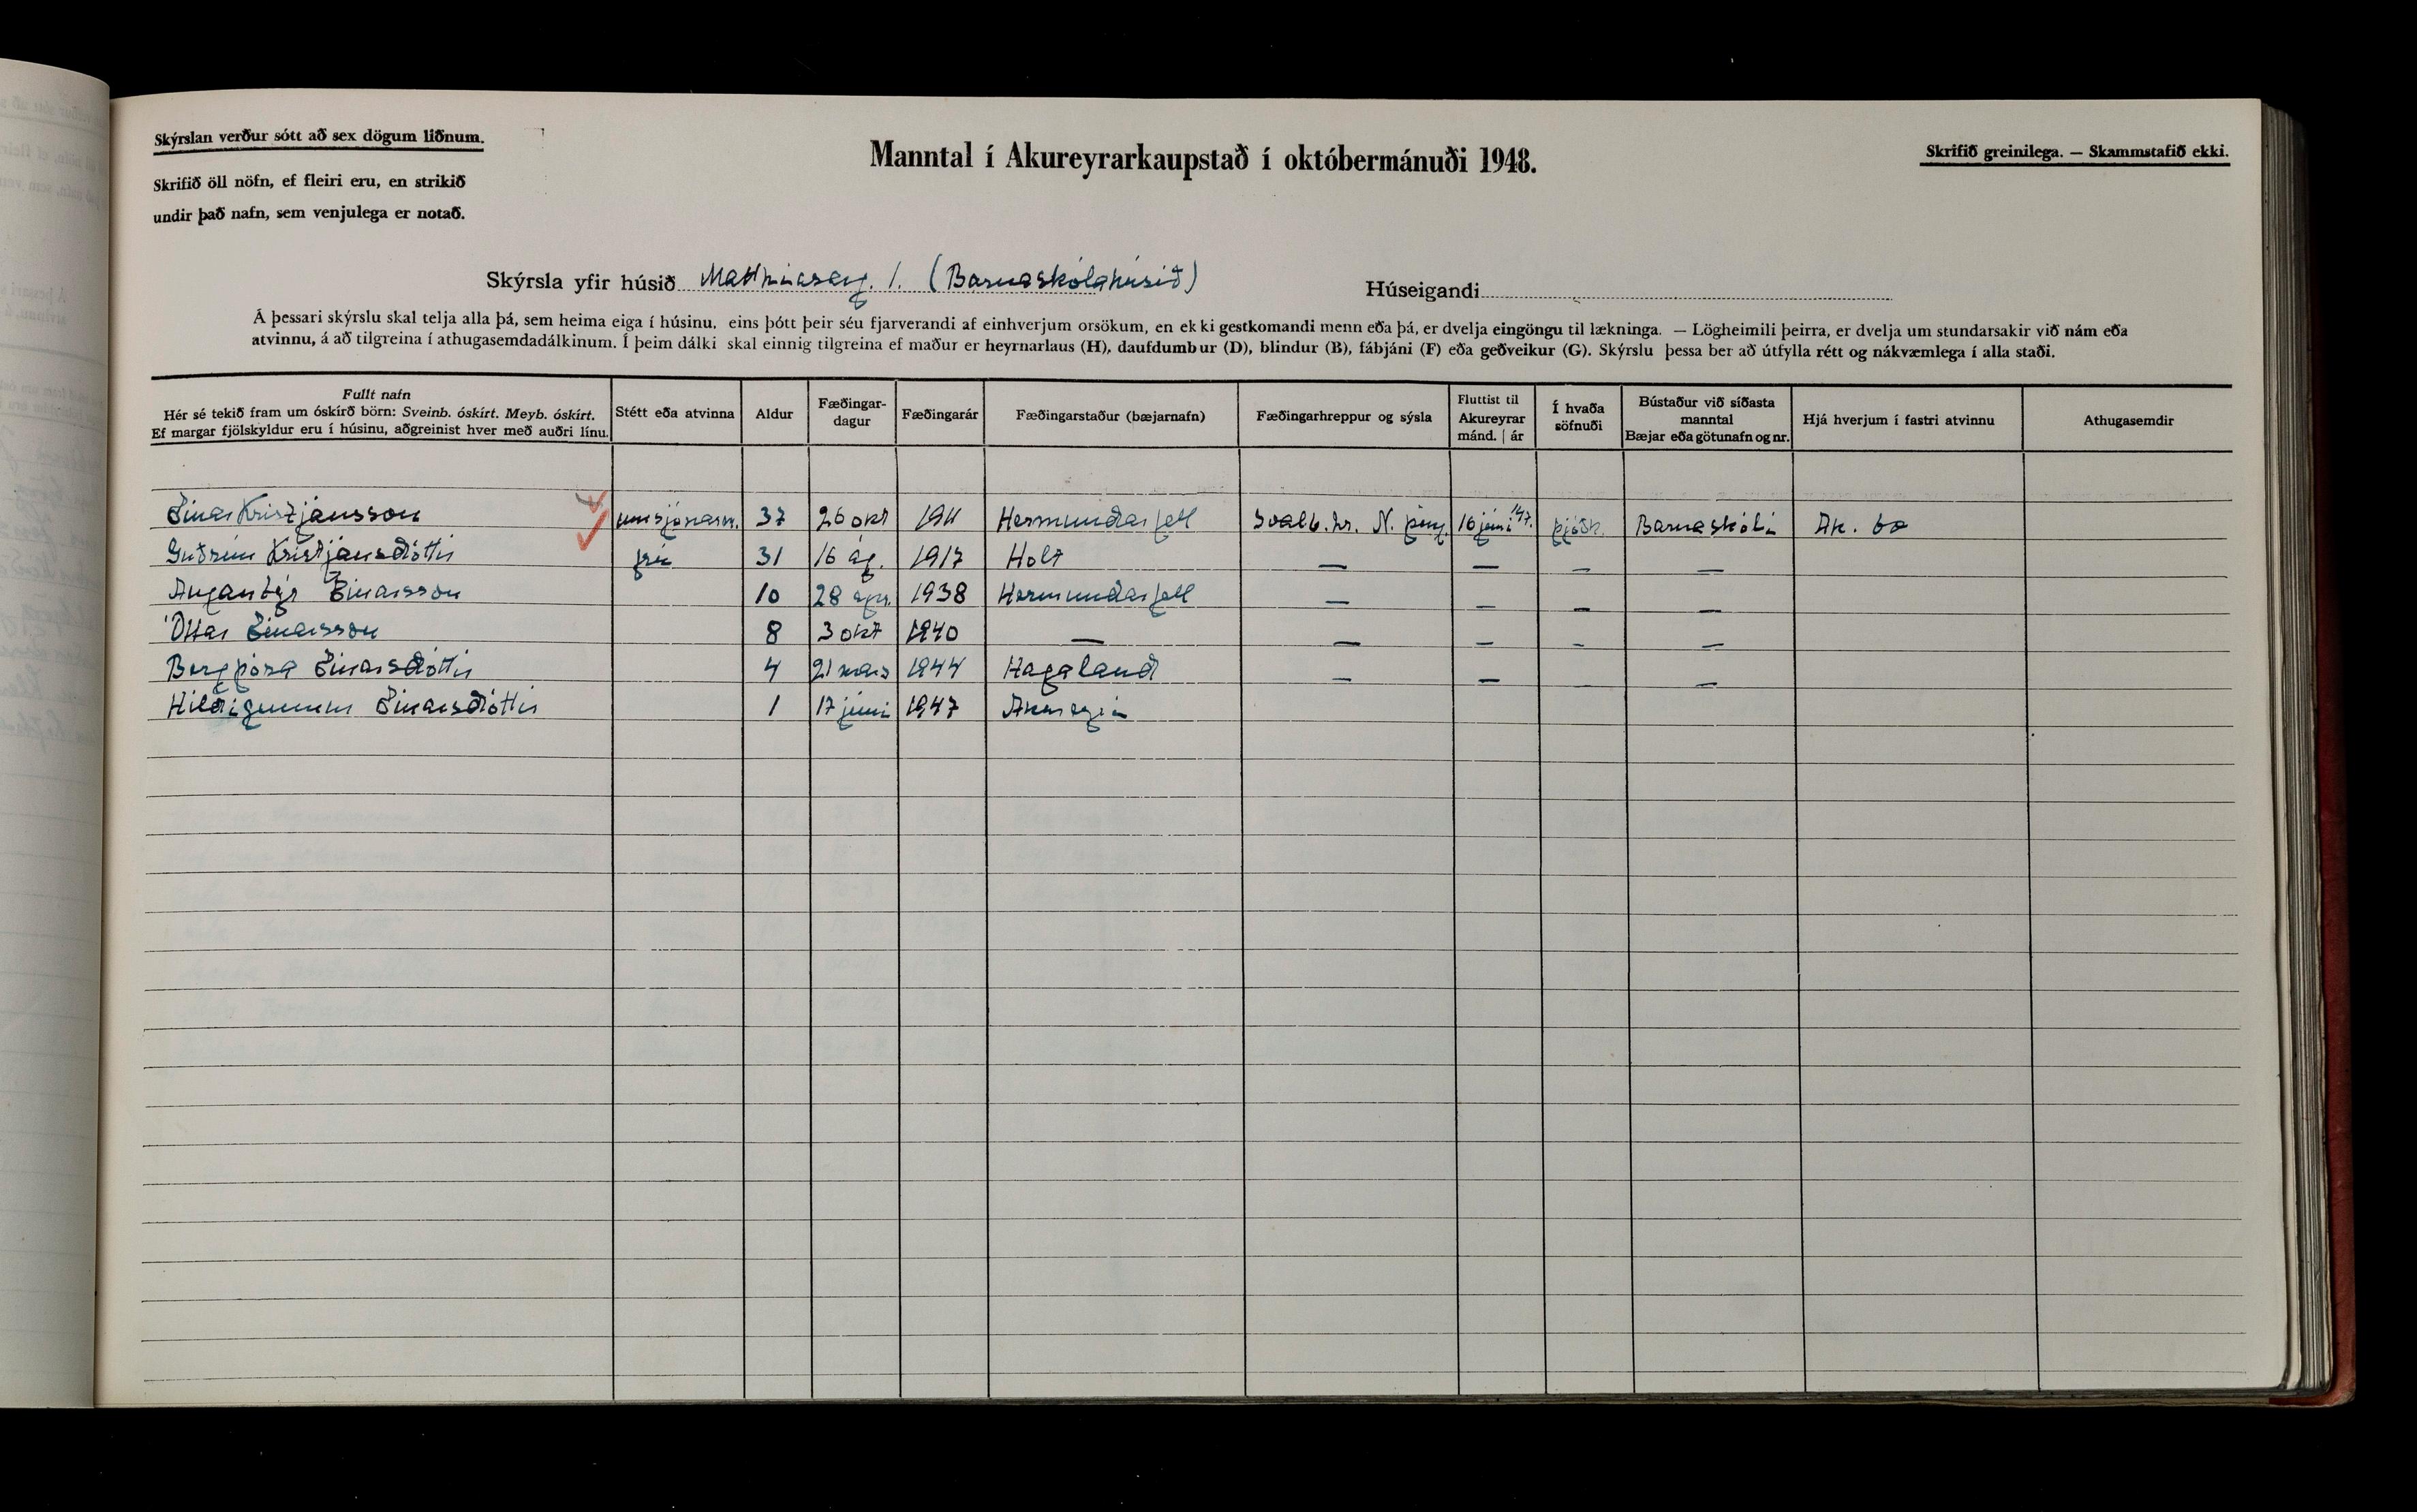 Skýrslan verður sótt að sex dögum liðnum.
Skrifið öll nöfn, ef fleiri eru, en strikið
undir það nafn, sem venjulega er notað.
Manntal í Akureyrarkaupstað í októbermánuði 1948.
Skrifið greinilega. — Skammstafið ekki.
Skýrsla yfir húsið Matthíasarg. 1. (Barnaskólahúsið)
Húseigandi
Á þessari skýrslu skal telja alla þá, sem heima eiga í húsinu, eins þótt þeir séu fjarverandi af einhverjum orsökum, en ekki gestkomandi menn eða þá, er dvelja eingöngu til lækninga. — Lögheimili þeirra, er dvelja um stundarsakir við nám eða
atvinnu, á að tilgreina í athugasemdadálkinum. Í þeim dálki skal einnig tilgreina ef maður er heyrnarlaus (H), daufdumbur (D), blindur (B), fábjáni (F) eða geðveikur (G). Skýrslu þessa ber að útfylla rétt og nákvæmlega í alla staði.
Fullt nafn
Hér sé tekið fram um óskírð börn: Sveinb. óskírt. Meyb. óskírt.
Ef margar fjölskyldur eru í húsinu, aðgreinist hver með auðri línu.
Stétt eða atvinna
Aldur
Fæðingar-
dagur
Fæðingarár
Fæðingarstaður (bæjarnafn)
Fæðingarhreppur og sýsla
Fluttist til
Akureyrar
mánd. | ár
Í hvaða
söfnuði
Bústaður við síðasta
manntal
Bæjar eða götunafn og nr.
Hjá hverjum í fastri atvinnu
Athugasemdir
Einar Kristjánsson umsjónarm. 37 26 okt 1911 Hermundarfell Svalb.hr. N. þing. 16 júní '47. þjóðk. Barnaskóli Ak. bæ
Guðrún Kristjánsdóttir frú 31 16 ág. 1917 Holt — — — —
Angantýr Einarsson 10 28 apr. 1938 Hermundarfell — — — —
Óttar Einarsson 8 3 okt 1940 — — — — —
Bergþóra Einarsdóttir 4 21 mars 1944 Hagaland — — —
Hildigunnur Einarsdóttir 1 17 júní 1947 Akureyri